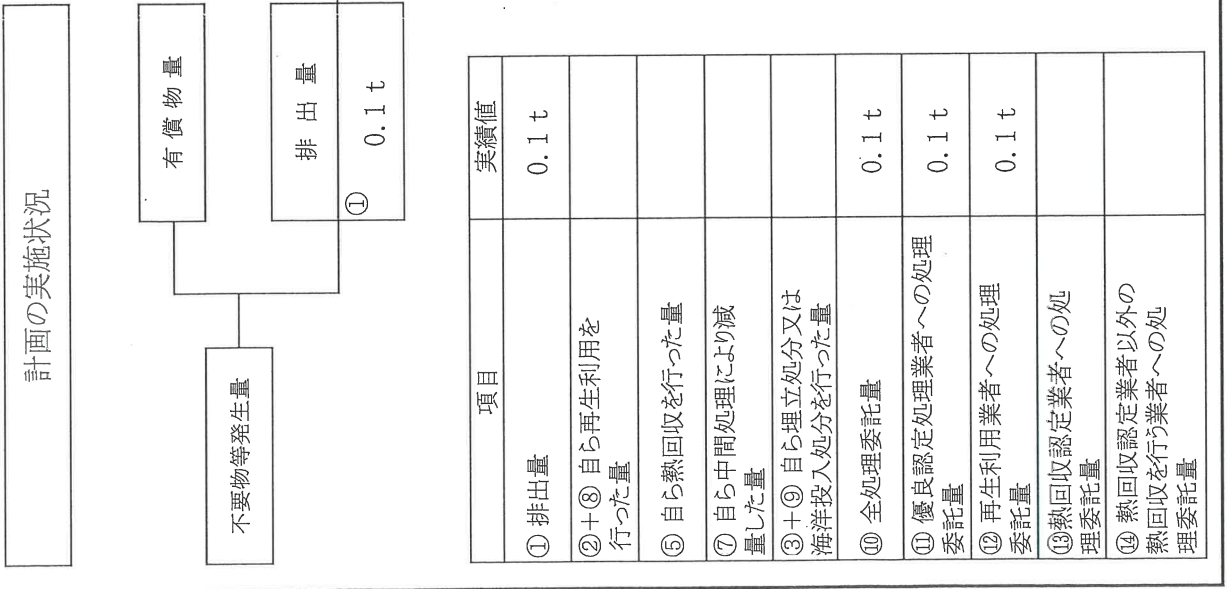 計画の実施状況
不要物等発生量
有償物量
排出量
①
0.1t
項目
実績値
① 排出量
0.1t
②+⑧ 自ら再生利用を
行った量
⑤ 自ら熱回収を行った量
⑦ 自ら中間処理により減
量した量
③+⑨ 自ら埋立処分又は
海洋投入処分を行った量
⑩ 全処理委託量
0.1t
⑪ 優良認定処理業者への処理
委託量
0.1t
⑫ 再生利用業者への処理
委託量
0.1t
⑬熱回収認定業者への処
理委託量
⑭ 熱回収認定業者以外の
熱回収を行う業者への処
理委託量